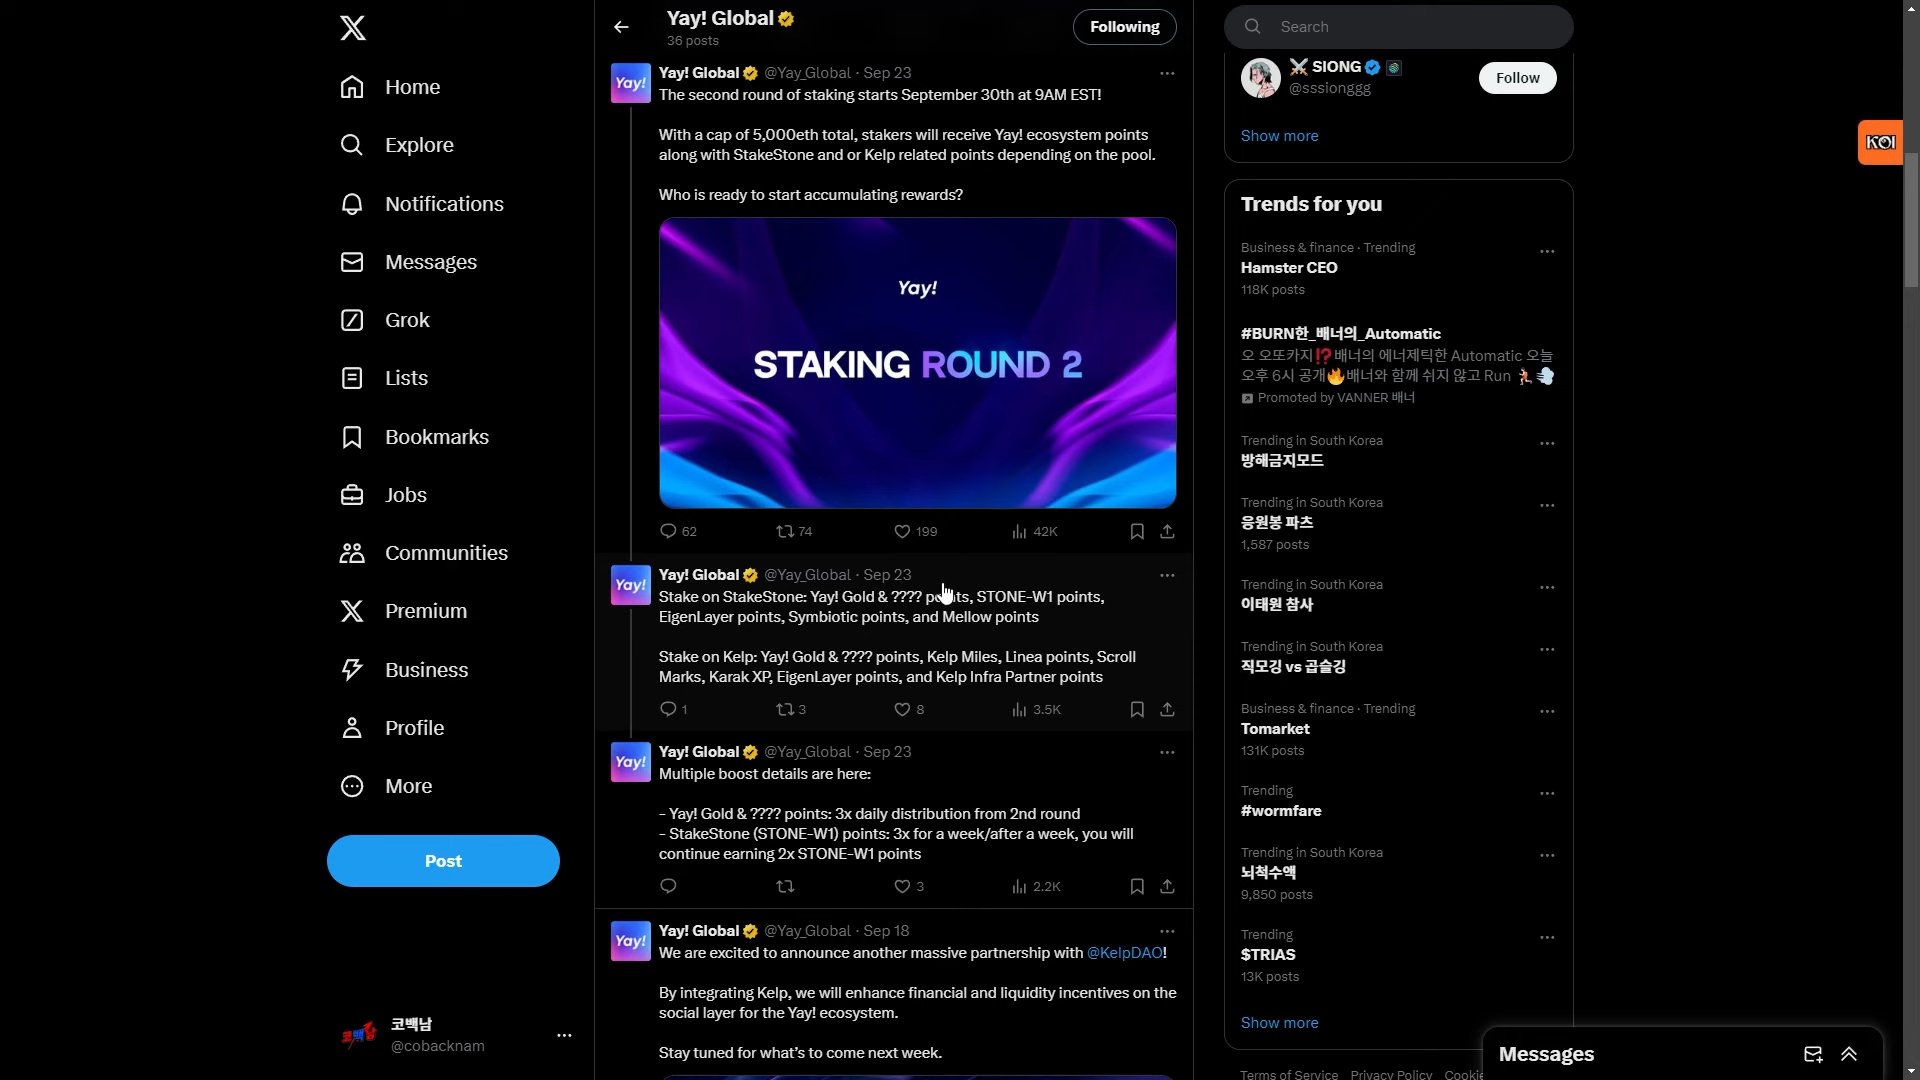 Home
Explore
Notifications
Messages
Grok
Lists
Bookmarks
Jobs
Communities
Premium
Business
Profile
More
Post
코백남
@cobacknam
Yay! Global
36 posts
Following
Yay!
Yay! Global @Yay_Global · Sep 23
The second round of staking starts September 30th at 9AM EST!
With a cap of 5,000eth total, stakers will receive Yay! ecosystem points
along with StakeStone and or Kelp related points depending on the pool.
Who is ready to start accumulating rewards?
Yay!
STAKING ROUND 2
62 74 199 42K
Yay!
Yay! Global @Yay_Global · Sep 23
Stake on StakeStone: Yay! Gold & ???? points, STONE-W1 points,
EigenLayer points, Symbiotic points, and Mellow points
Stake on Kelp: Yay! Gold & ???? points, Kelp Miles, Linea points, Scroll
Marks, Karak XP, EigenLayer points, and Kelp Infra Partner points
1 3 8 3.5K
Yay!
Yay! Global @Yay_Global · Sep 23
Multiple boost details are here:
- Yay! Gold & ???? points: 3x daily distribution from 2nd round
- StakeStone (STONE-W1) points: 3x for a week/after a week, you will
continue earning 2x STONE-W1 points
3 2.2K
Yay!
Yay! Global @Yay_Global · Sep 18
We are excited to announce another massive partnership with @KelpDAO!
By integrating Kelp, we will enhance financial and liquidity incentives on the
social layer for the Yay! ecosystem.
Stay tuned for what's to come next week.
Search
⚔️ SIONG
@sssionggg
Follow
Show more
KOI
Trends for you
Business & finance · Trending
Hamster CEO
118K posts
#BURN한_배너의_Automatic
오 오또카지⁉️배너의 에너제틱한 Automatic 오늘
오후 6시 공개🔥배너와 함께 쉬지 않고 Run 🏃💨
Promoted by VANNER 배너
Trending in South Korea
방해금지모드
Trending in South Korea
응원봉 파츠
1,587 posts
Trending in South Korea
이태원 참사
Trending in South Korea
직모깅 vs 곱슬깅
Business & finance · Trending
Tomarket
131K posts
Trending
#wormfare
Trending in South Korea
뇌척수액
9,850 posts
Trending
$TRIAS
13K posts
Show more
Terms of Service Privacy Policy Cookie
Messages